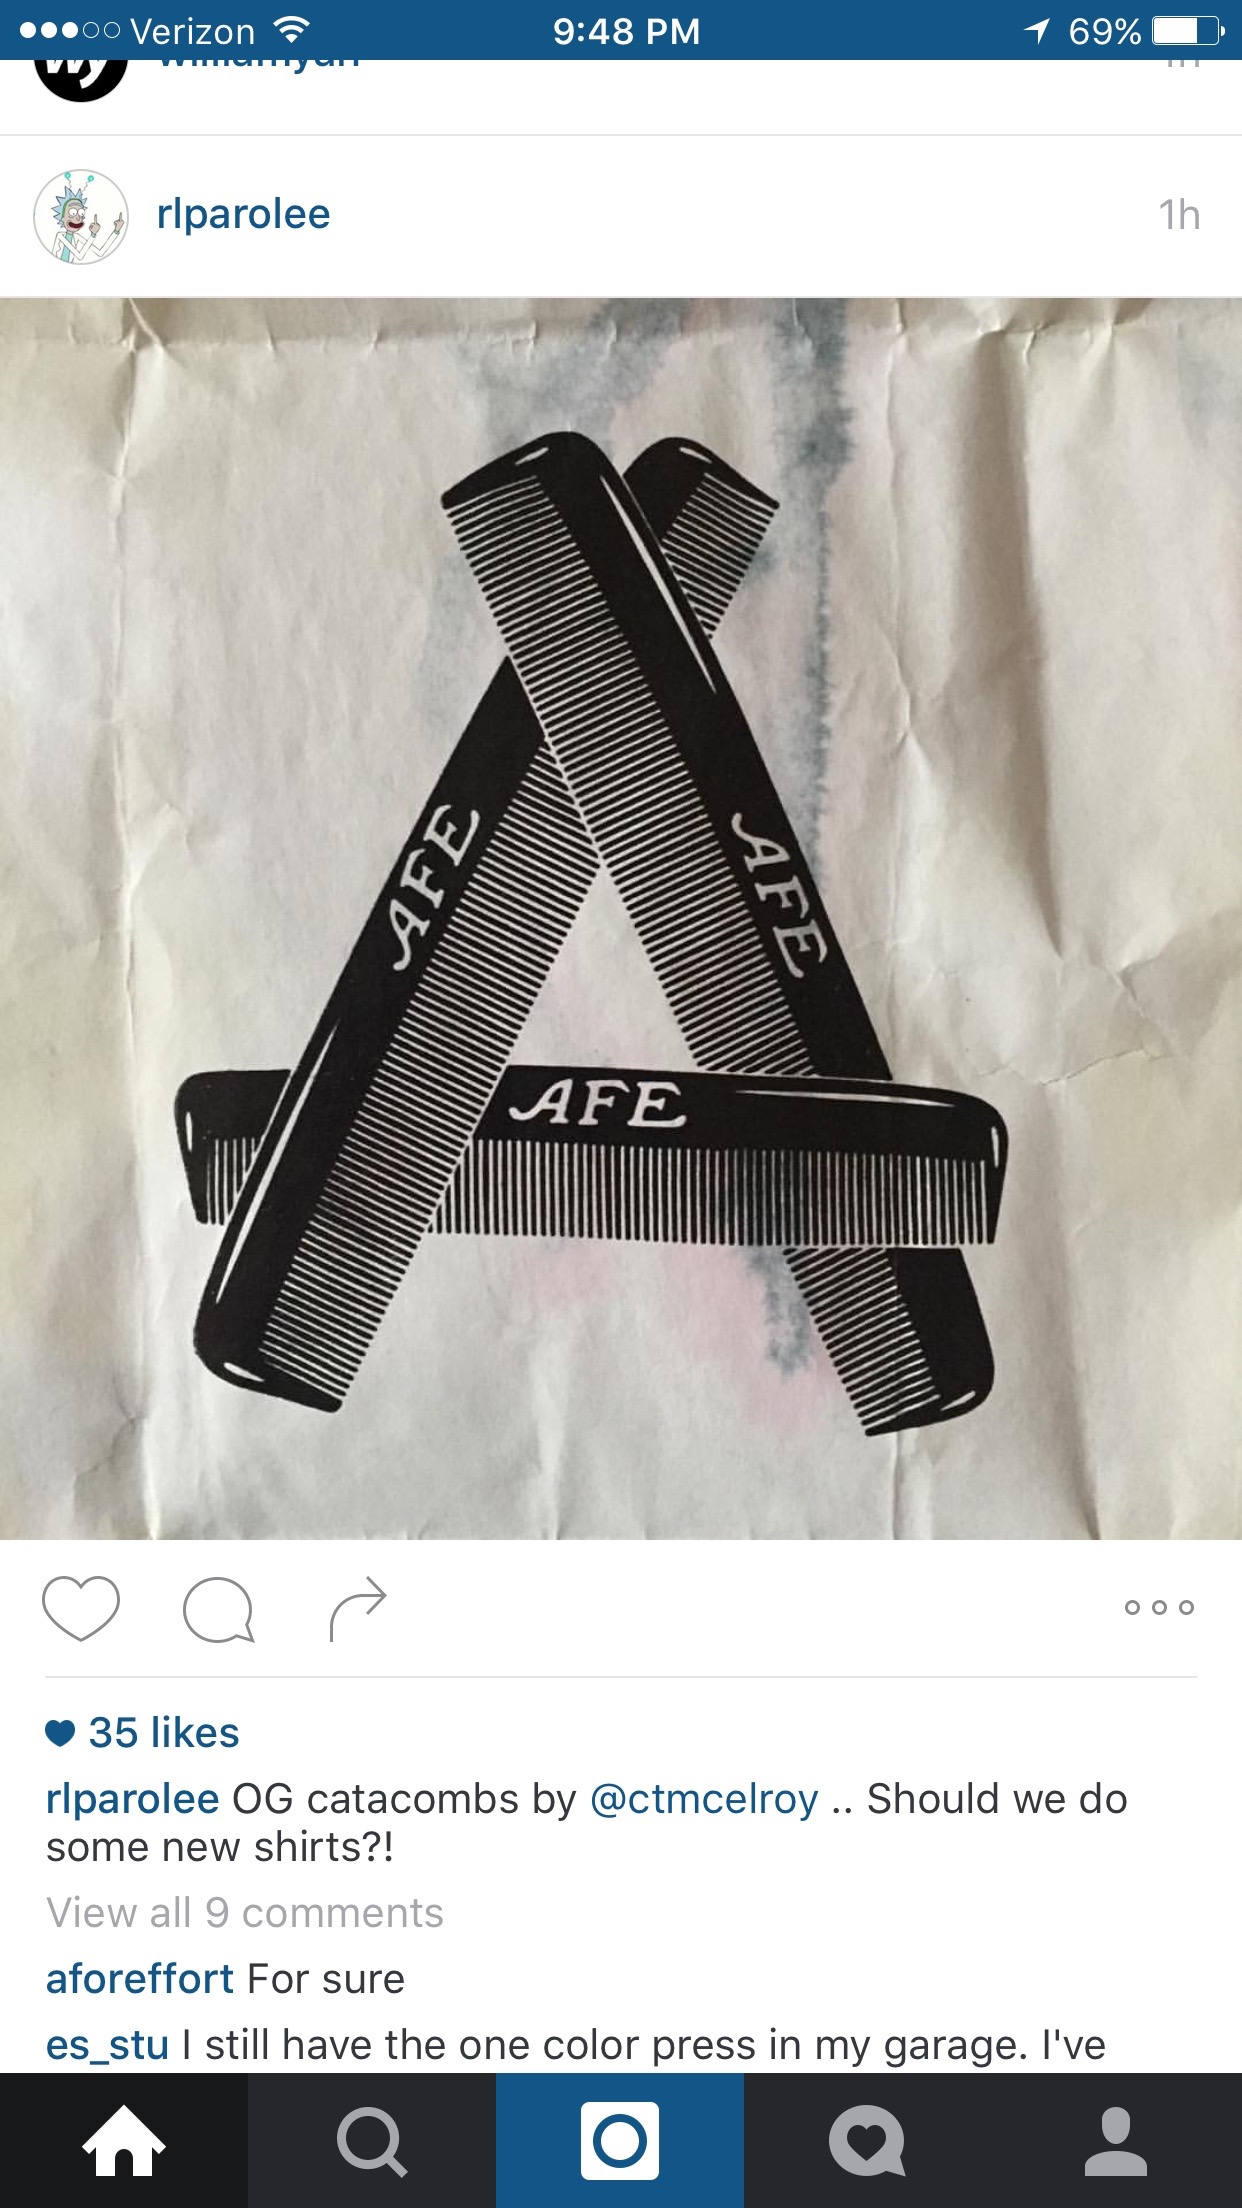 Verizon 9:48 PM 69%
rlparolee 1h
AFE
AFE
AFE
35 likes
rlparolee OG catacombs by @ctmcelroy .. Should we do
some new shirts?!
View all 9 comments
aforeffort For sure
es_stu I still have the one color press in my garage. I've